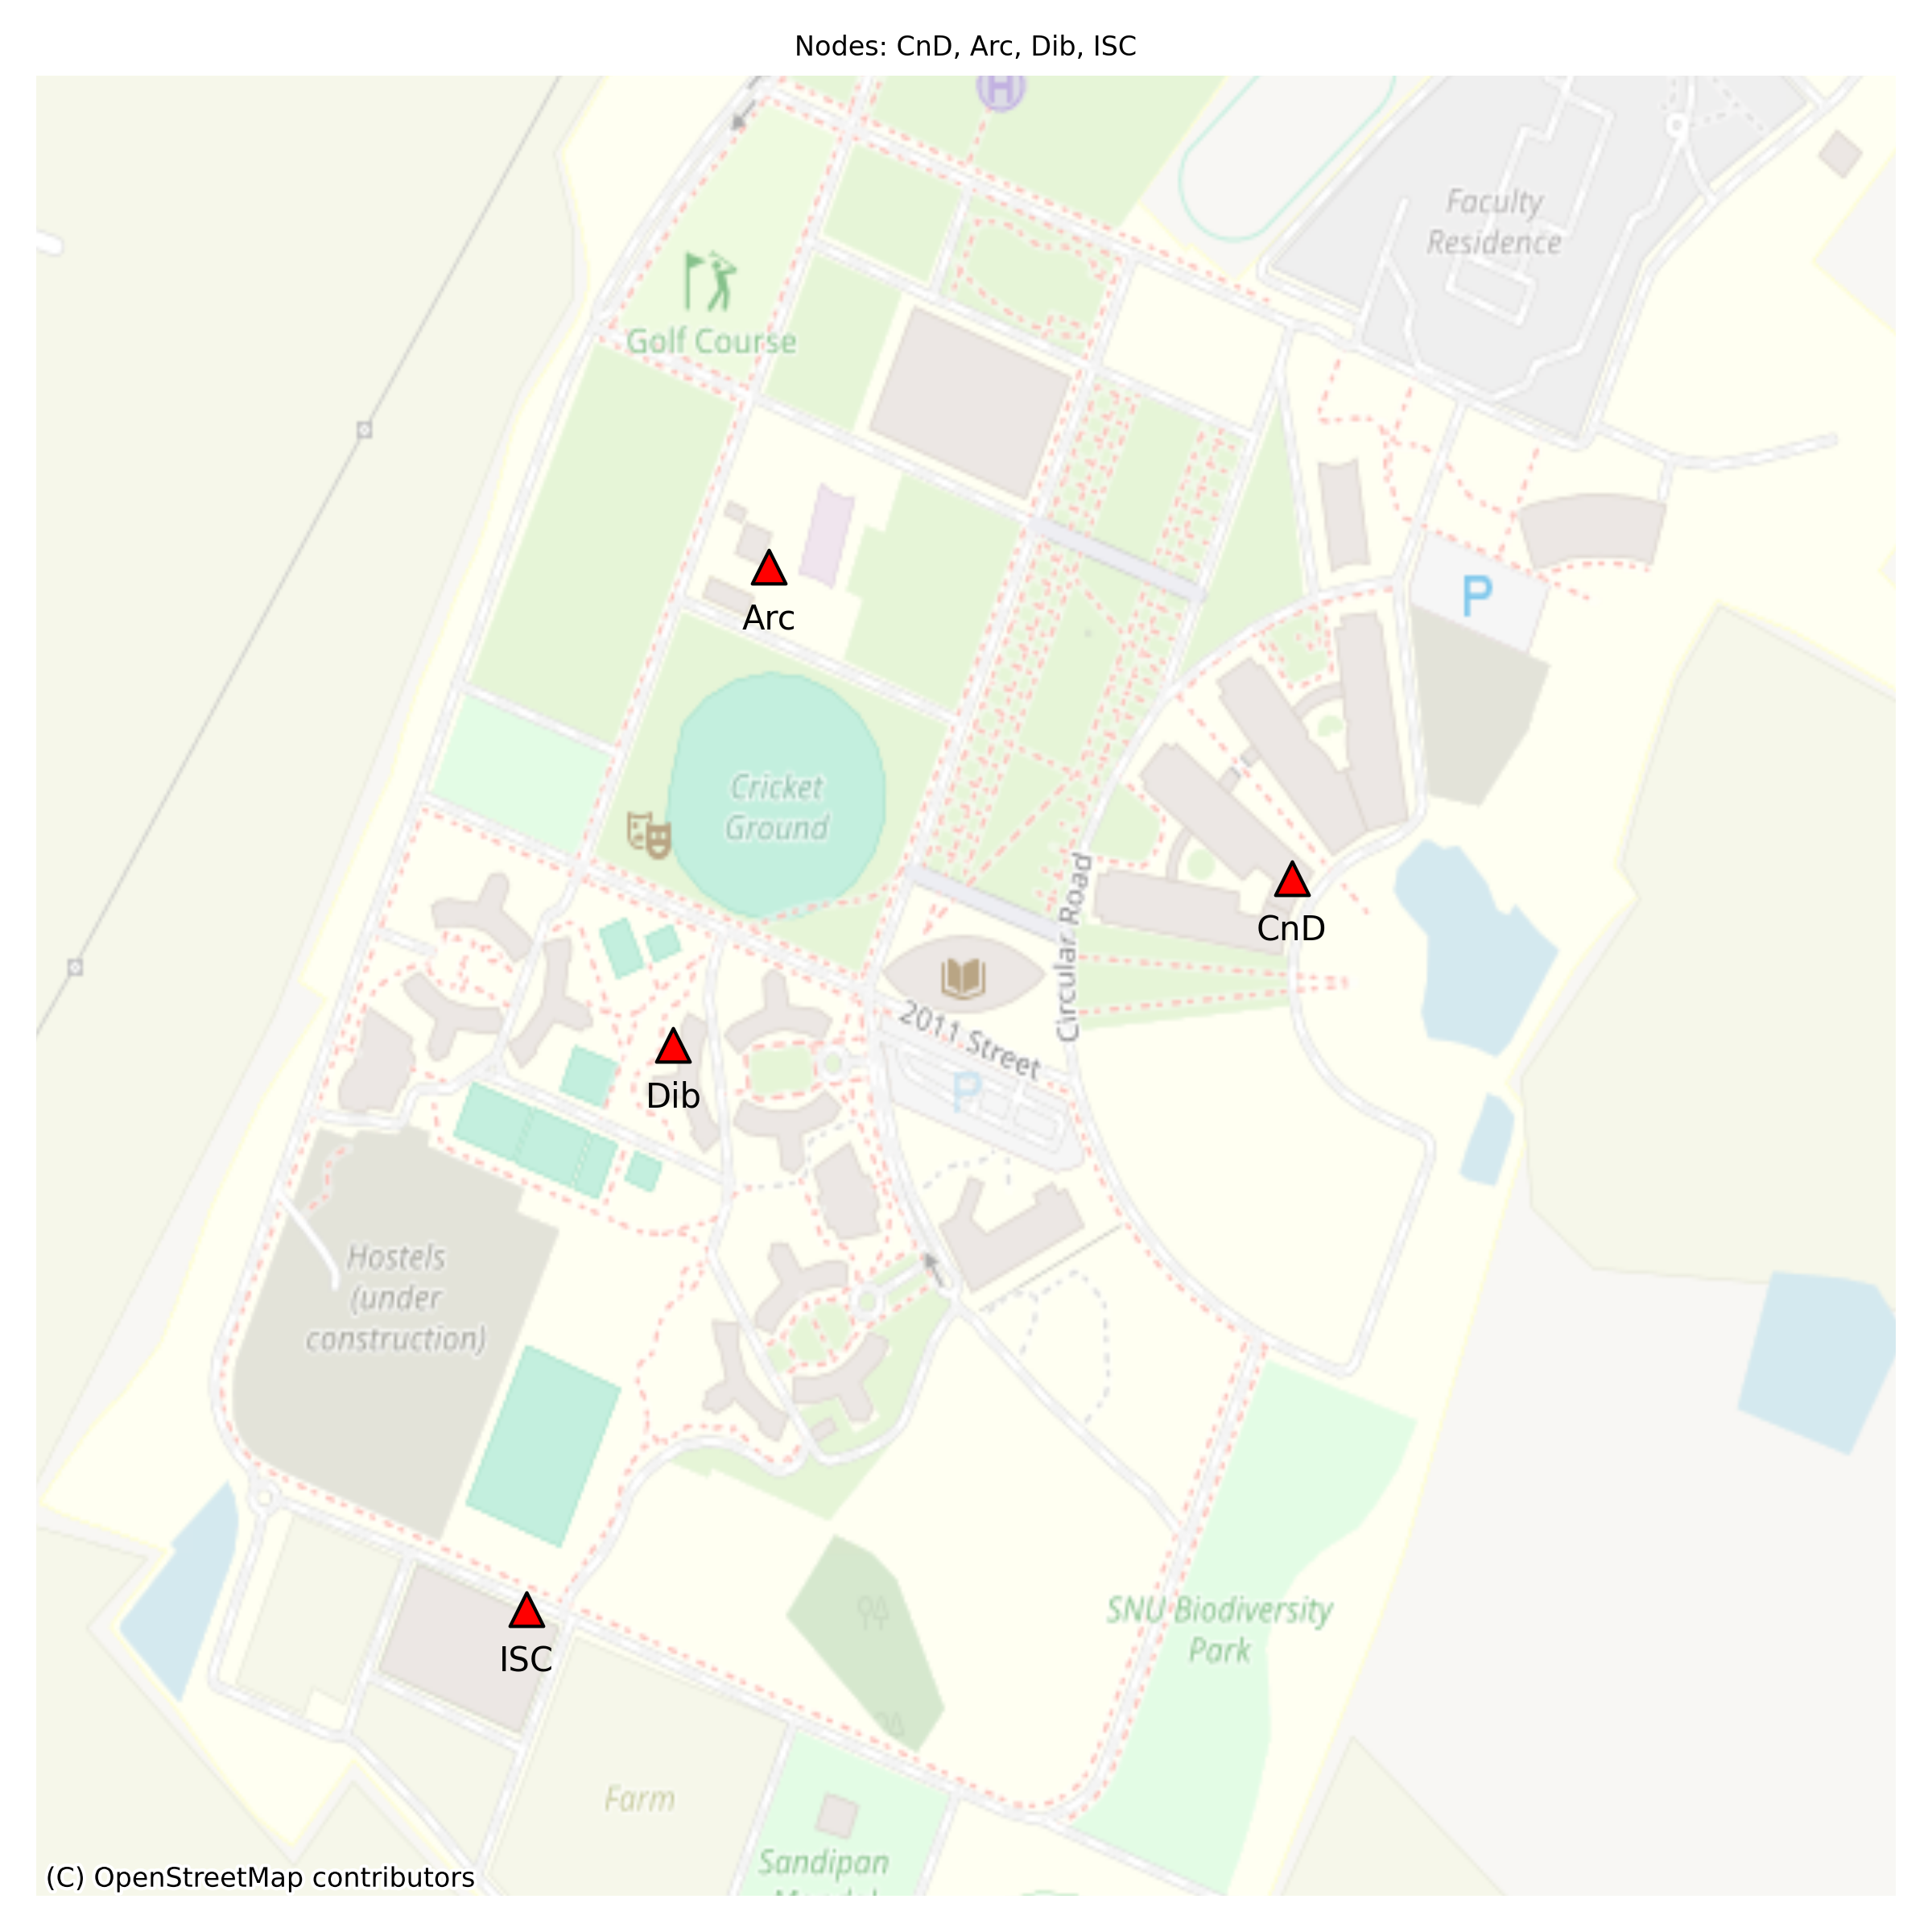 Nodes: CnD, Arc, Dib, ISC
H
Faculty
Residence
Golf Course
P
Arc
Cricket
Ground
Circular Road
CnD
2011 Street
P
Dib
Hostels
(under
construction)
SNU Biodiversity
Park
ISC
Farm
Sandipan
(C) OpenStreetMap contributors